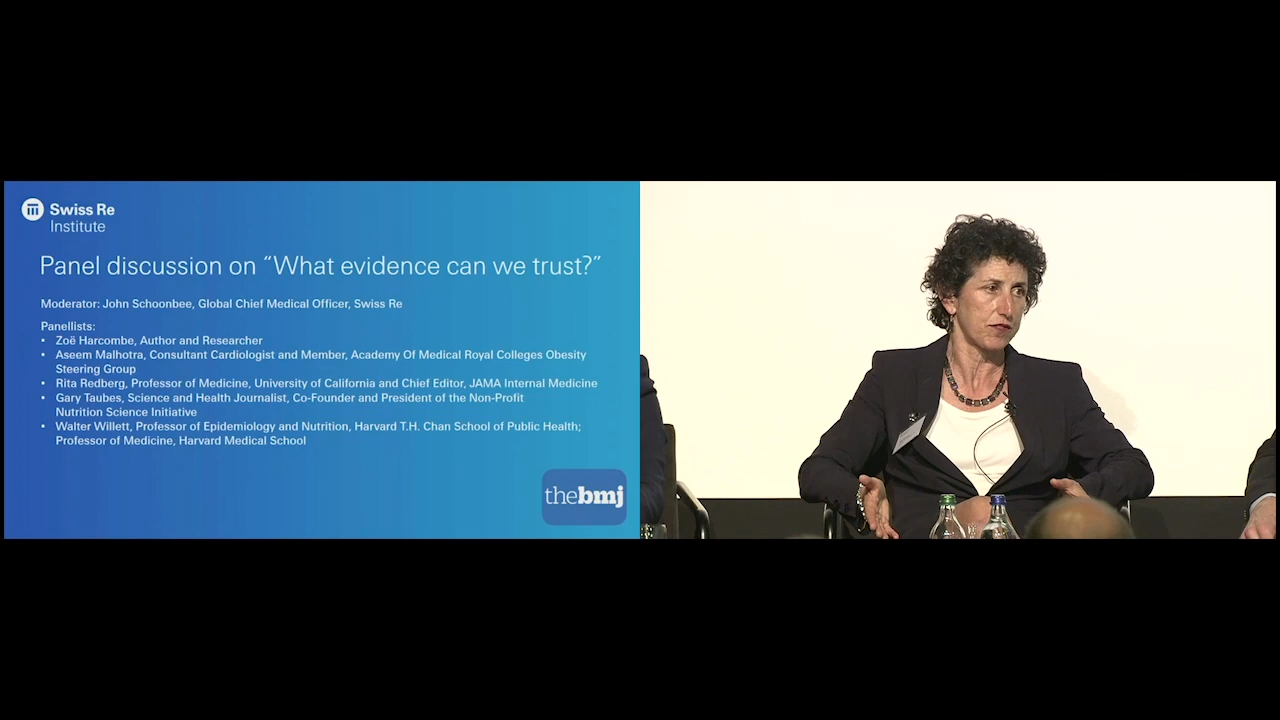 Swiss Re
Institute
Panel discussion on “What evidence can we trust?”
Moderator: John Schoonbee, Global Chief Medical Officer, Swiss Re
Panellists:
• Zoë Harcombe, Author and Researcher
• Aseem Malhotra, Consultant Cardiologist and Member, Academy Of Medical Royal Colleges Obesity
Steering Group
• Rita Redberg, Professor of Medicine, University of California and Chief Editor, JAMA Internal Medicine
• Gary Taubes, Science and Health Journalist, Co-Founder and President of the Non-Profit
Nutrition Science Initiative
• Walter Willett, Professor of Epidemiology and Nutrition, Harvard T.H. Chan School of Public Health;
Professor of Medicine, Harvard Medical School
thebmj